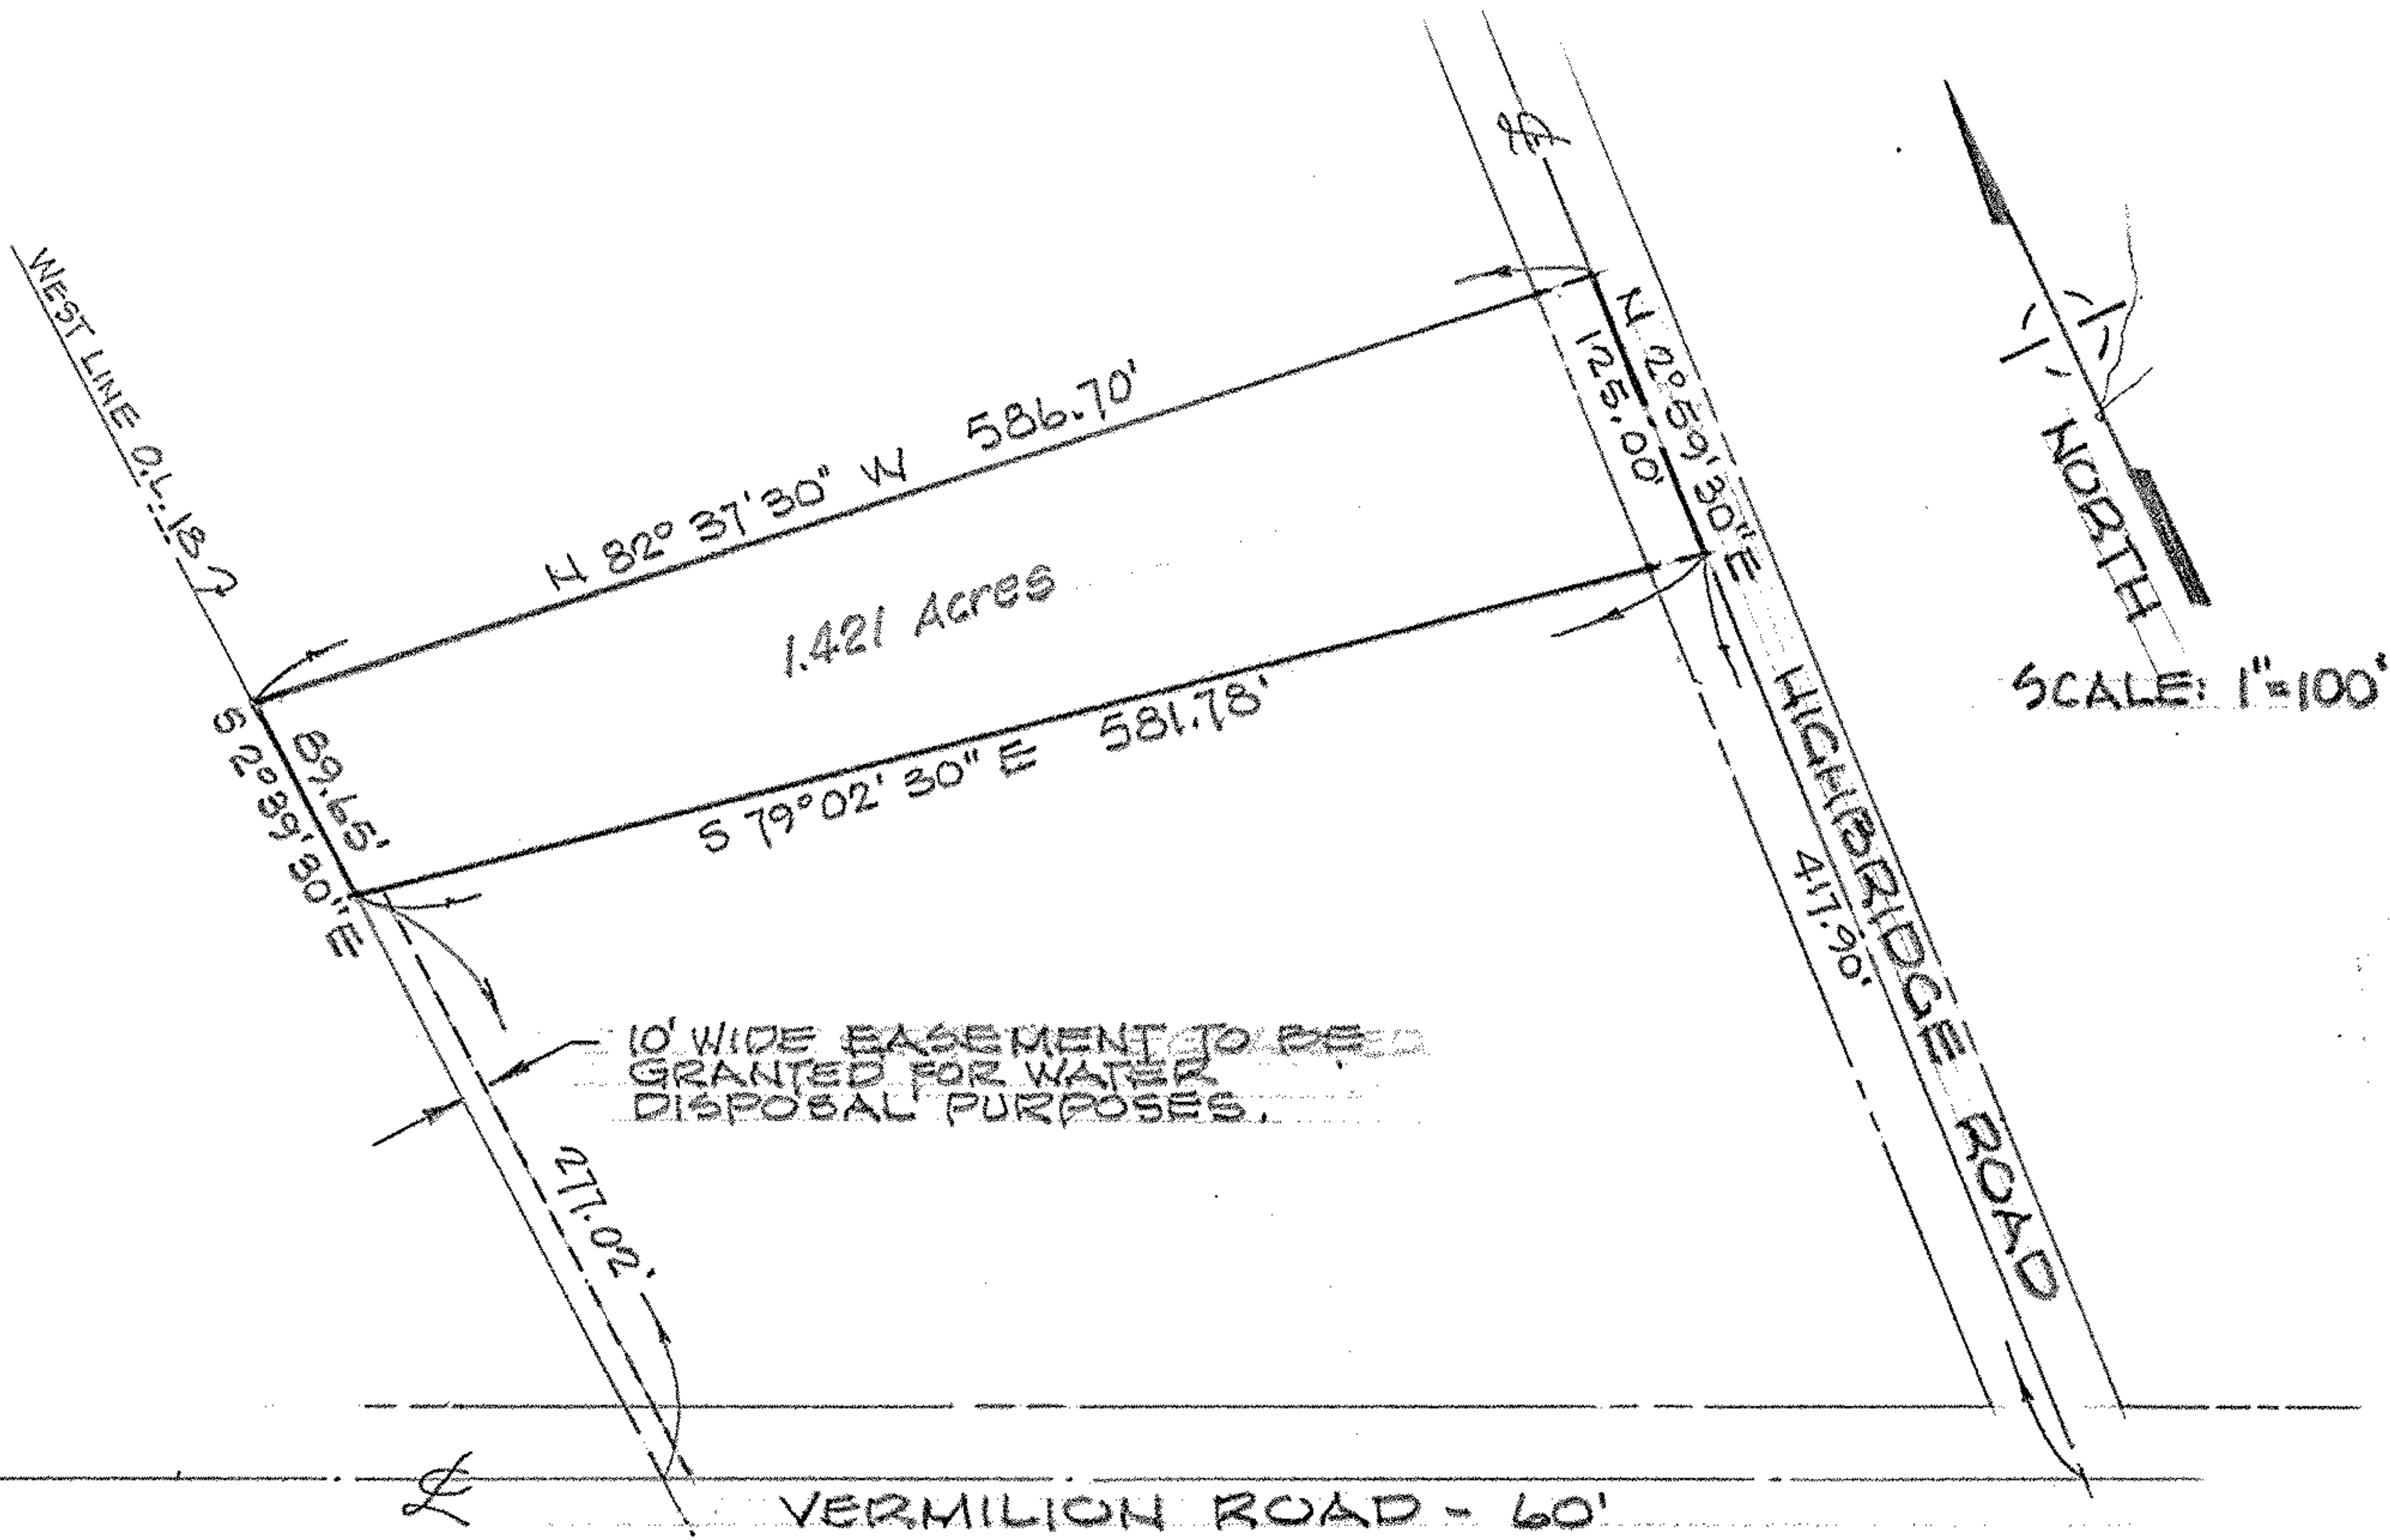 WEST LINE O.L. 18
℄
N 82° 37' 30" W 586.70'
N 2° 59' 30" E
125.00'
1.421 Acres
NORTH
SCALE: 1"=100'
S 2° 39' 30" E
89.65'
S 79° 02' 30" E 581.78'
HIGHBRIDGE ROAD
417.90'
10' WIDE EASEMENT TO BE
GRANTED FOR WATER
DISPOSAL PURPOSES.
277.02'
℄
VERMILION ROAD - 60'